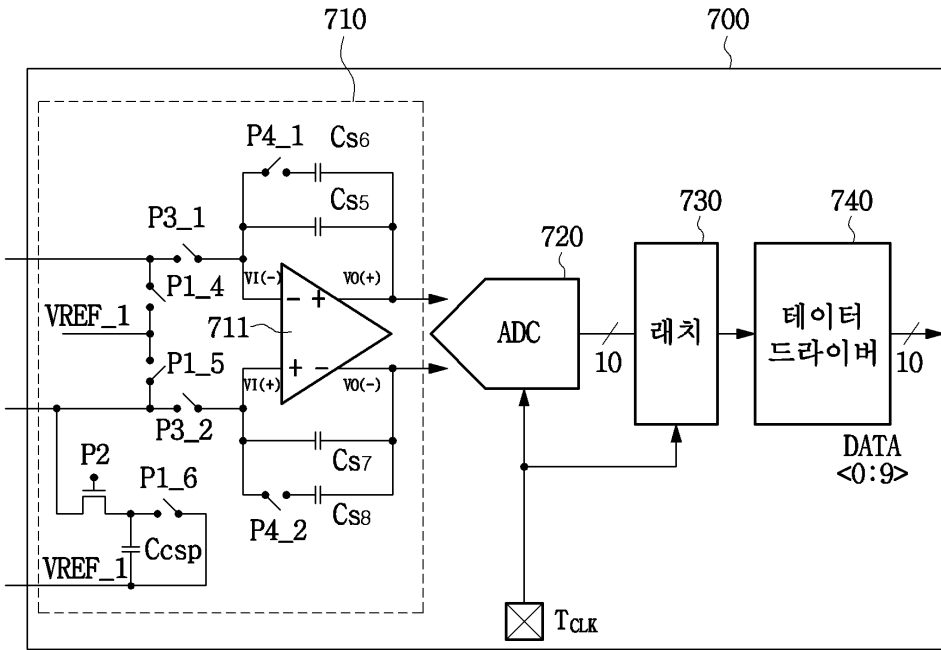 710
700
P4_1
Cs6
Cs5
P3_1
730
740
720
VI(-)
VO(+)
P1_4
VREF_1
711
- +
ADC
10
래치
테이터
드라이버
10
+ -
P1_5
VI(+)
VO(-)
P3_2
Cs7
DATA
<0:9>
P2
P1_6
P4_2
Cs8
Ccsp
VREF_1
TCLK